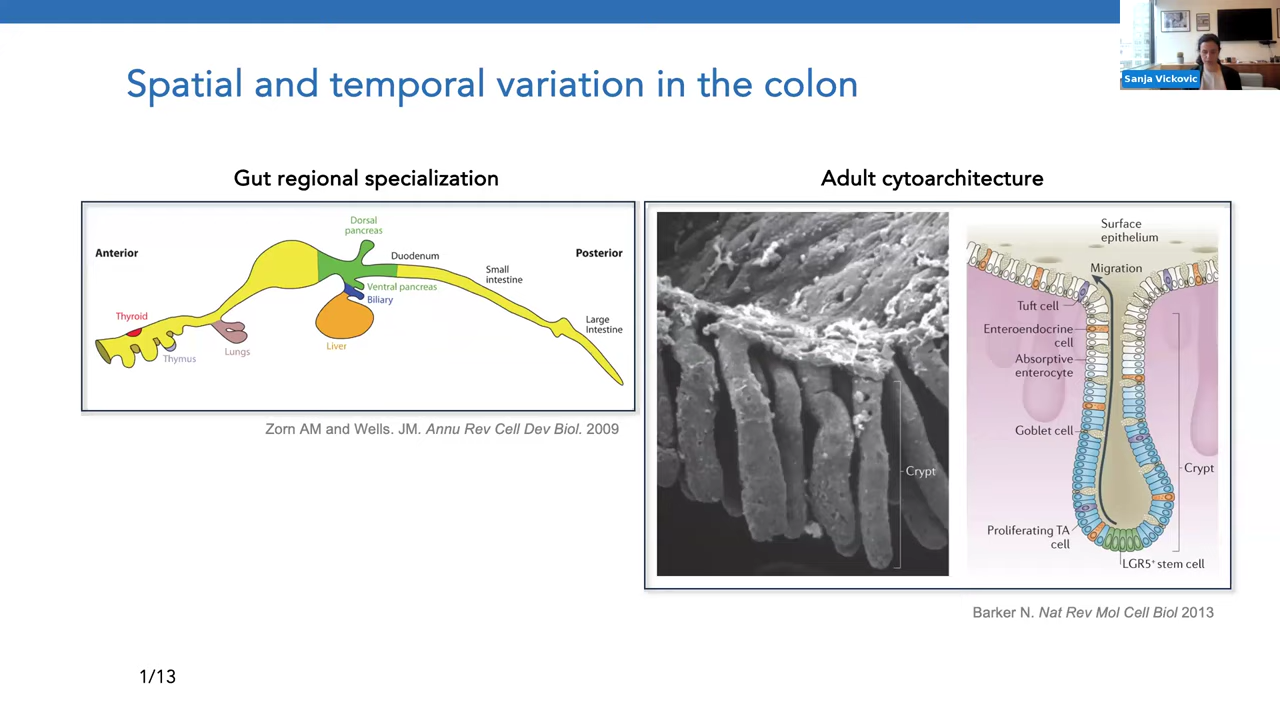 Sanja Vickovic
Spatial and temporal variation in the colon
Gut regional specialization
Dorsal
pancreas
Anterior
Duodenum
Posterior
Small
intestine
Ventral pancreas
Biliary
Thyroid
Large
Intestine
Thymus
Lungs
Liver
Zorn AM and Wells. JM. Annu Rev Cell Dev Biol. 2009
Adult cytoarchitecture
Crypt
Surface
epithelium
Migration
Tuft cell
Enteroendocrine
cell
Absorptive
enterocyte
Goblet cell
Crypt
Proliferating TA
cell
LGR5+ stem cell
Barker N. Nat Rev Mol Cell Biol 2013
1/13